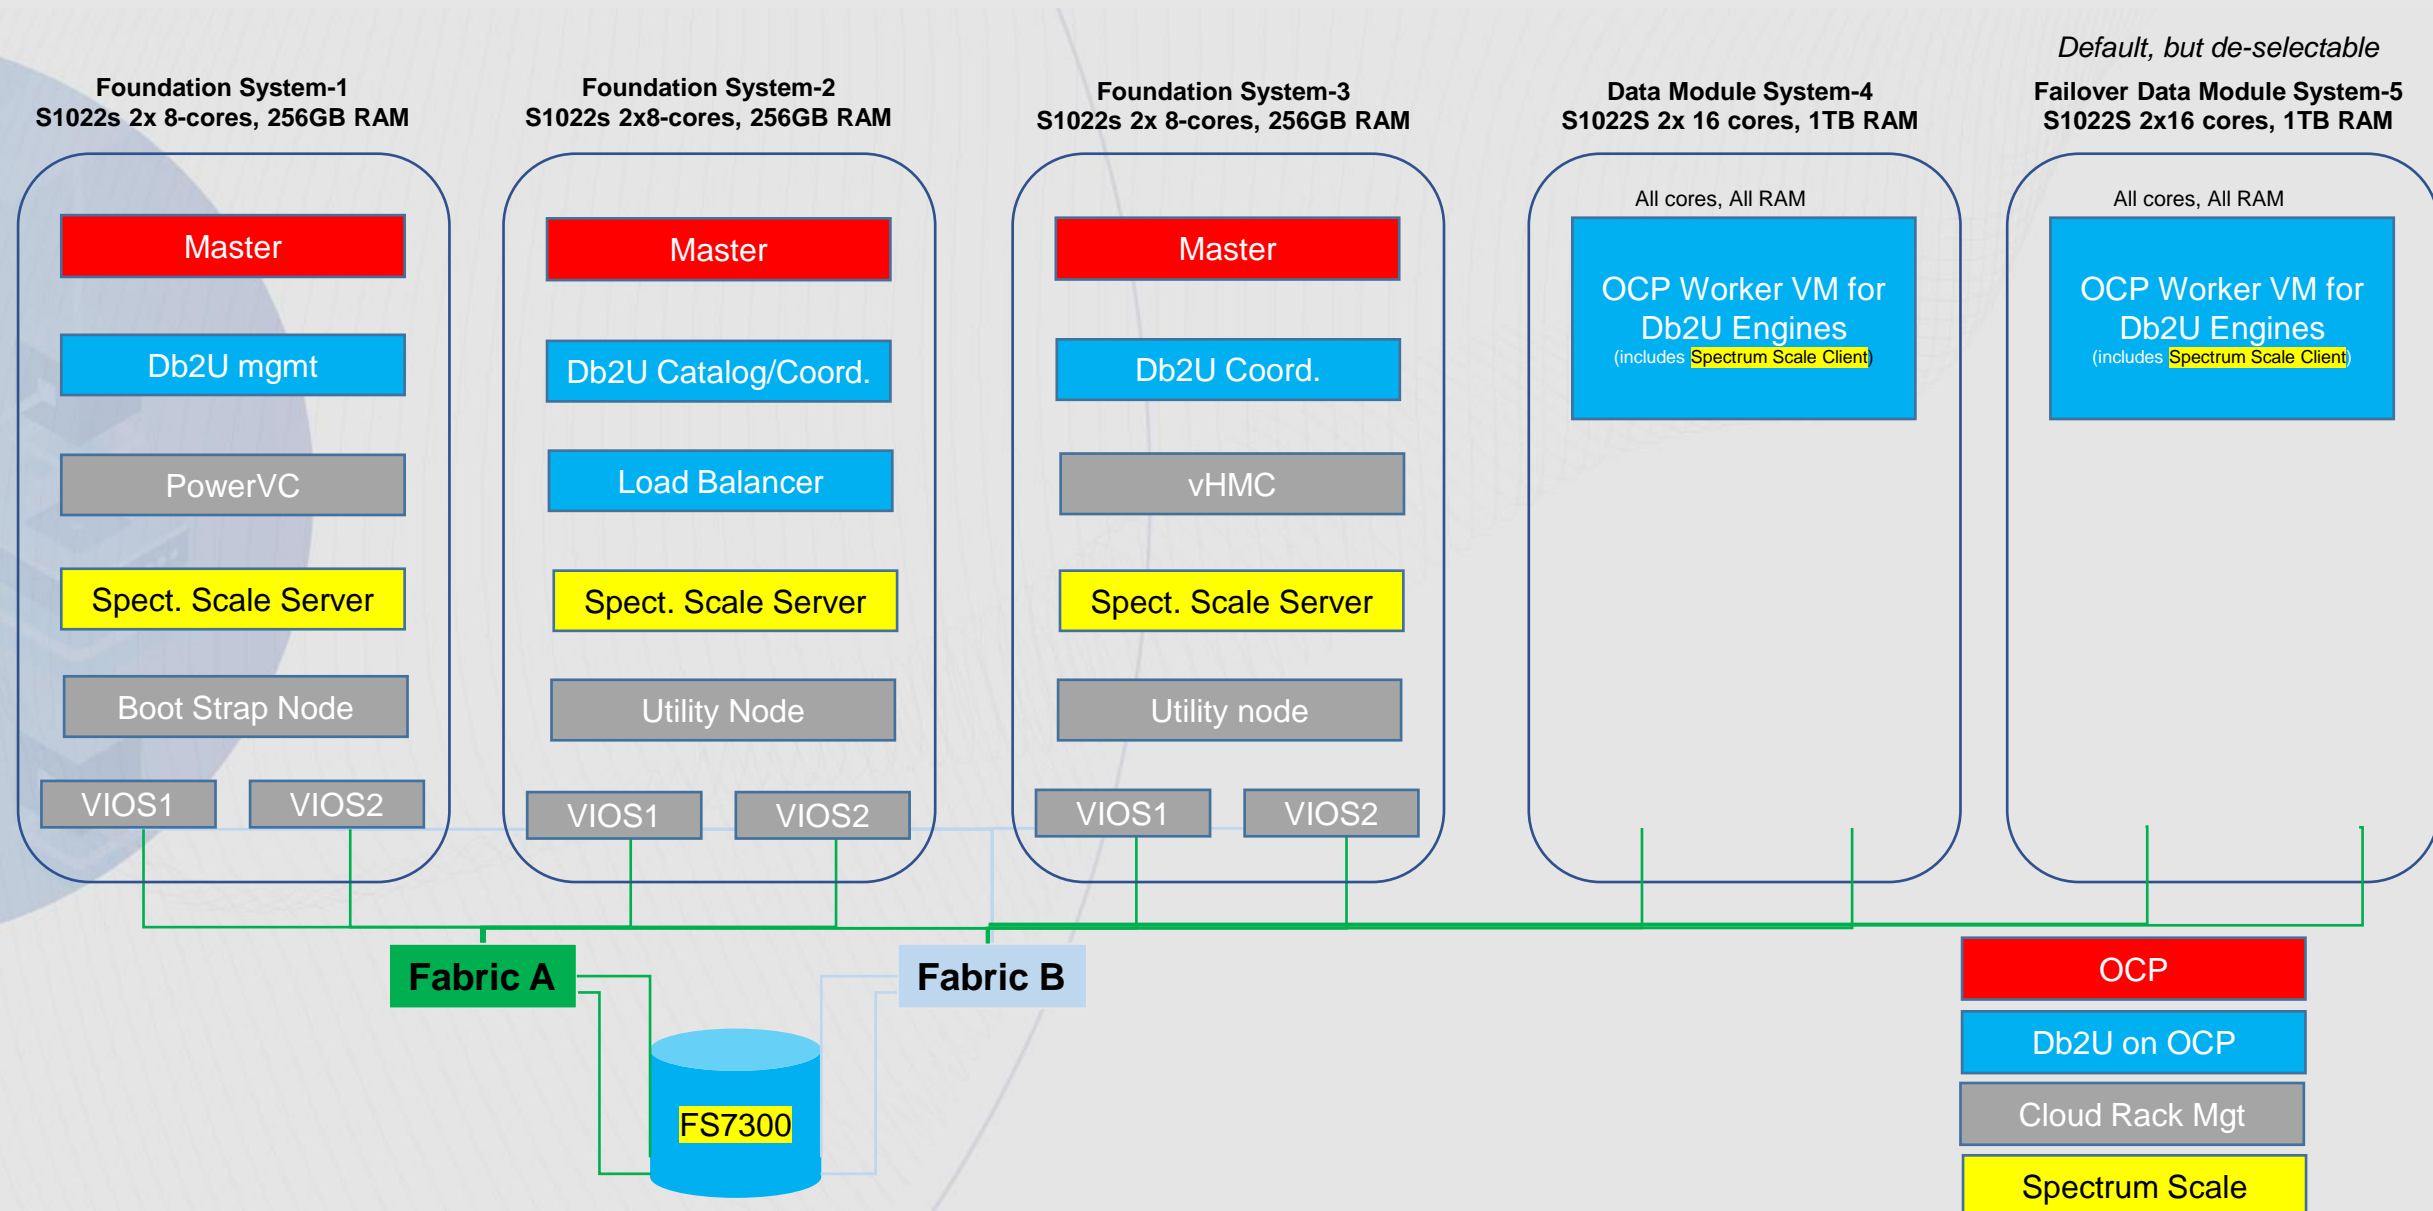 Default, but de-selectable
Foundation System-1
S1022s 2x 8-cores, 256GB RAM
Foundation System-2
S1022s 2x8-cores, 256GB RAM
Foundation System-3
S1022s 2x 8-cores, 256GB RAM
Data Module System-4
S1022S 2x 16 cores, 1TB RAM
Failover Data Module System-5
S1022S 2x16 cores, 1TB RAM
Master
Db2U mgmt
PowerVC
Spect. Scale Server
Boot Strap Node
VIOS1
VIOS2
Master
Db2U Catalog/Coord.
Load Balancer
Spect. Scale Server
Utility Node
VIOS1
VIOS2
Master
Db2U Coord.
vHMC
Spect. Scale Server
Utility node
VIOS1
VIOS2
All cores, All RAM
OCP Worker VM for
Db2U Engines
(includes Spectrum Scale Client)
All cores, All RAM
OCP Worker VM for
Db2U Engines
(includes Spectrum Scale Client)
Fabric A
Fabric B
FS7300
OCP
Db2U on OCP
Cloud Rack Mgt
Spectrum Scale